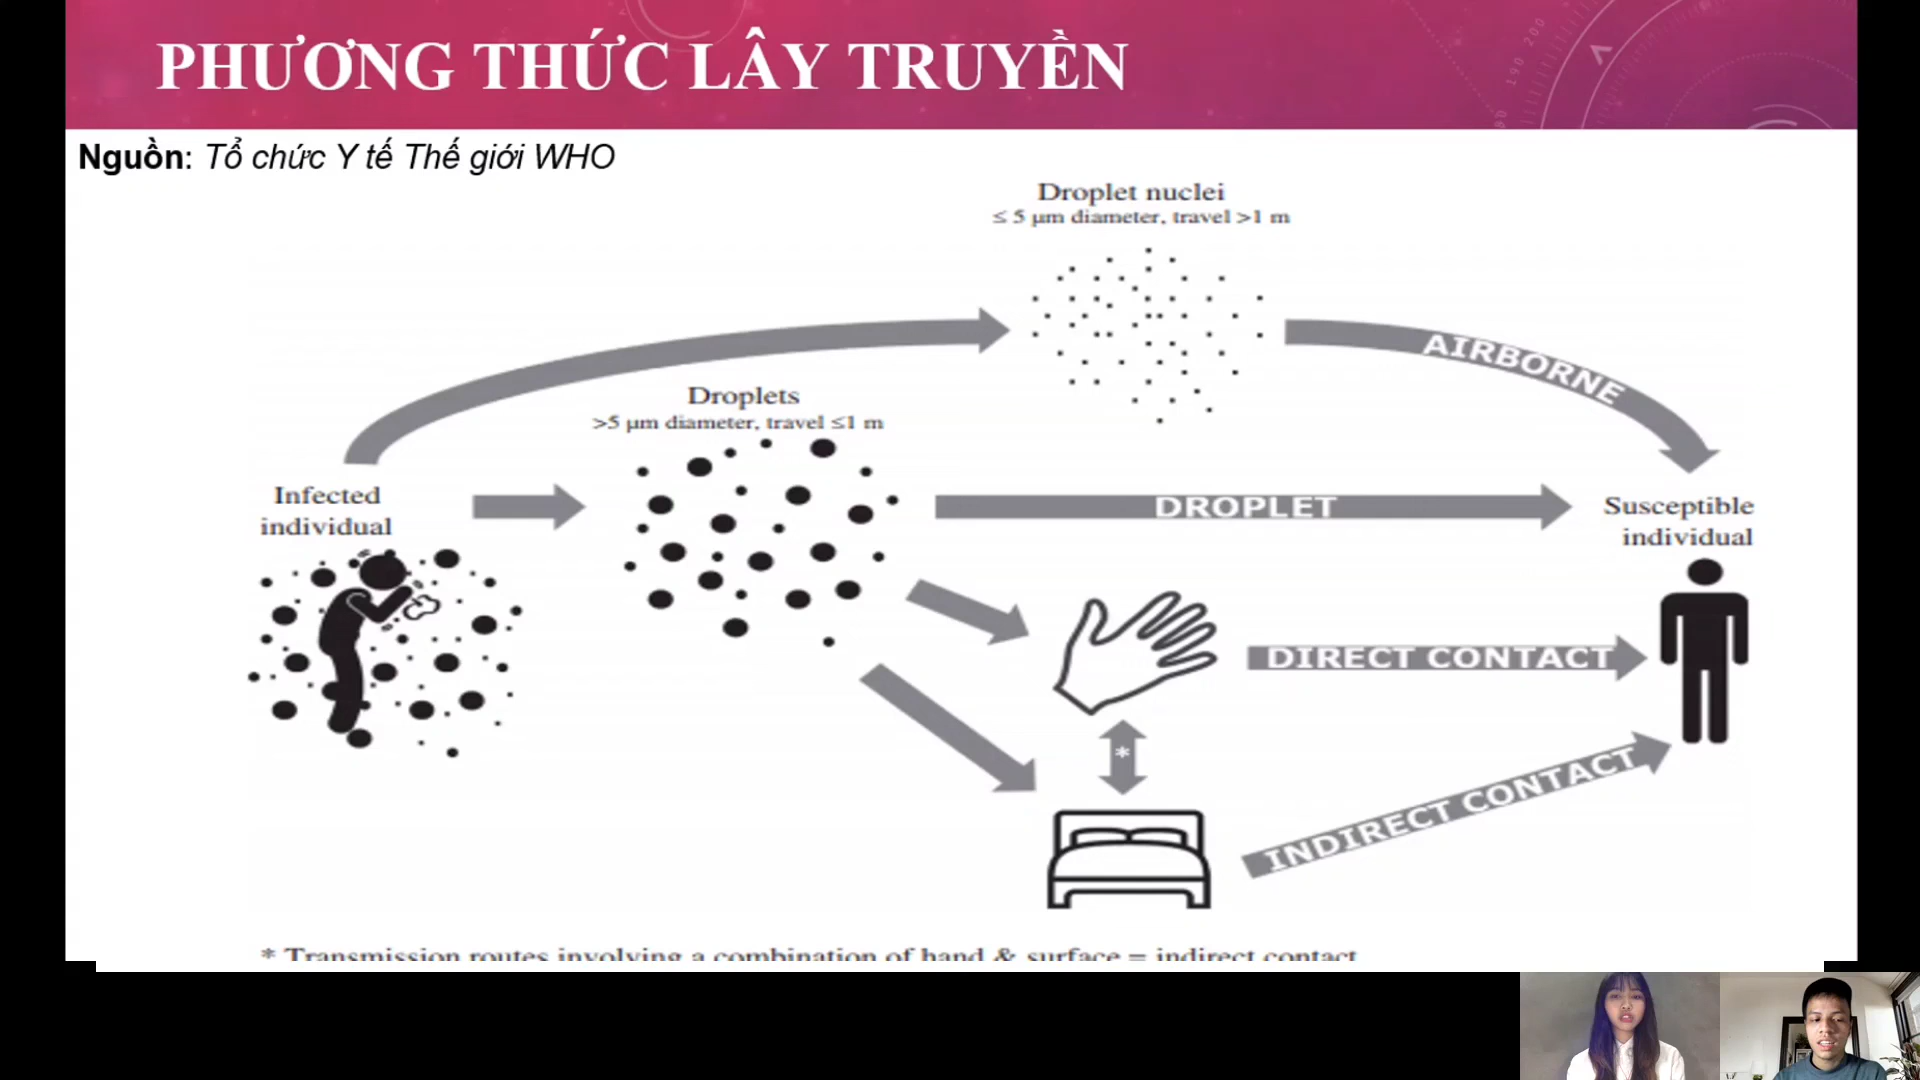 PHƯƠNG THỨC LÂY TRUYỀN
190 200
Nguồn: Tổ chức Y tế Thế giới WHO
Droplet nuclei
≤ 5 µm diameter, travel >1 m
AIRBORNE
Droplets
>5 µm diameter, travel ≤1 m
Infected
individual
DROPLET
Susceptible
individual
DIRECT CONTACT
*
INDIRECT CONTACT
* Transmission routes involving a combination of hand & surface = indirect contact